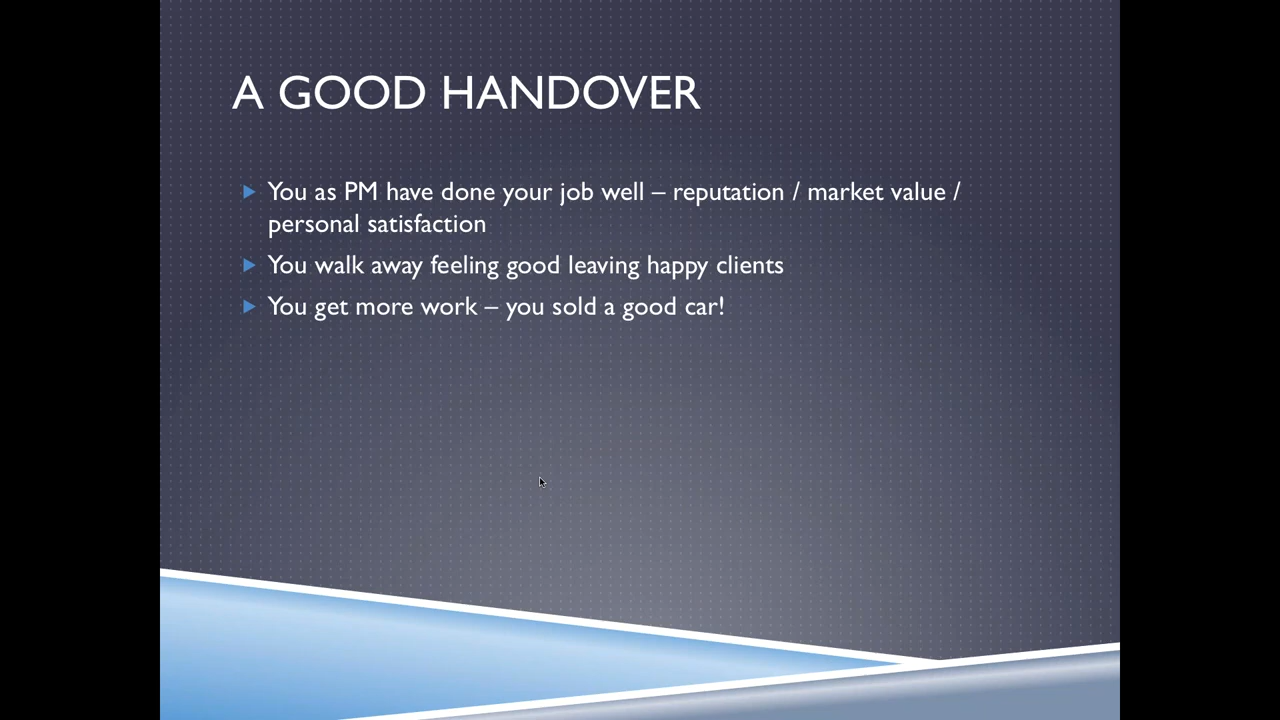 A GOOD HANDOVER
You as PM have done your job well – reputation / market value /
personal satisfaction
You walk away feeling good leaving happy clients
You get more work – you sold a good car!